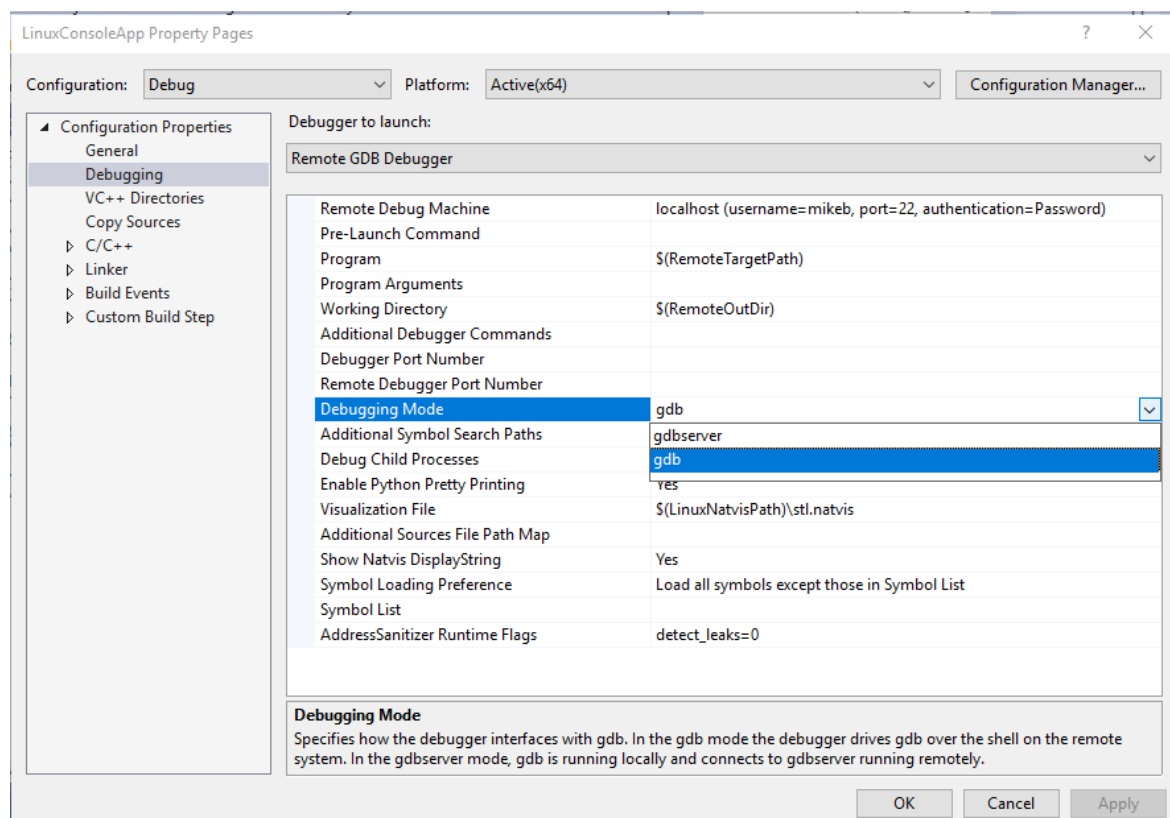 LinuxConsoleApp Property Pages
Configuration: Debug Platform: Active(x64) Configuration Manager...
Configuration Properties
General
Debugging
VC++ Directories
Copy Sources
C/C++
Linker
Build Events
Custom Build Step
Debugger to launch:
Remote GDB Debugger
Remote Debug Machine localhost (username=mikeb, port=22, authentication=Password)
Pre-Launch Command
Program $(RemoteTargetPath)
Program Arguments
Working Directory $(RemoteOutDir)
Additional Debugger Commands
Debugger Port Number
Remote Debugger Port Number
Debugging Mode gdb
Additional Symbol Search Paths gdbserver
Debug Child Processes gdb
Enable Python Pretty Printing Yes
Visualization File $(LinuxNatvisPath)\stl.natvis
Additional Sources File Path Map
Show Natvis DisplayString Yes
Symbol Loading Preference Load all symbols except those in Symbol List
Symbol List
AddressSanitizer Runtime Flags detect_leaks=0
Debugging Mode
Specifies how the debugger interfaces with gdb. In the gdb mode the debugger drives gdb over the shell on the remote
system. In the gdbserver mode, gdb is running locally and connects to gdbserver running remotely.
OK Cancel Apply